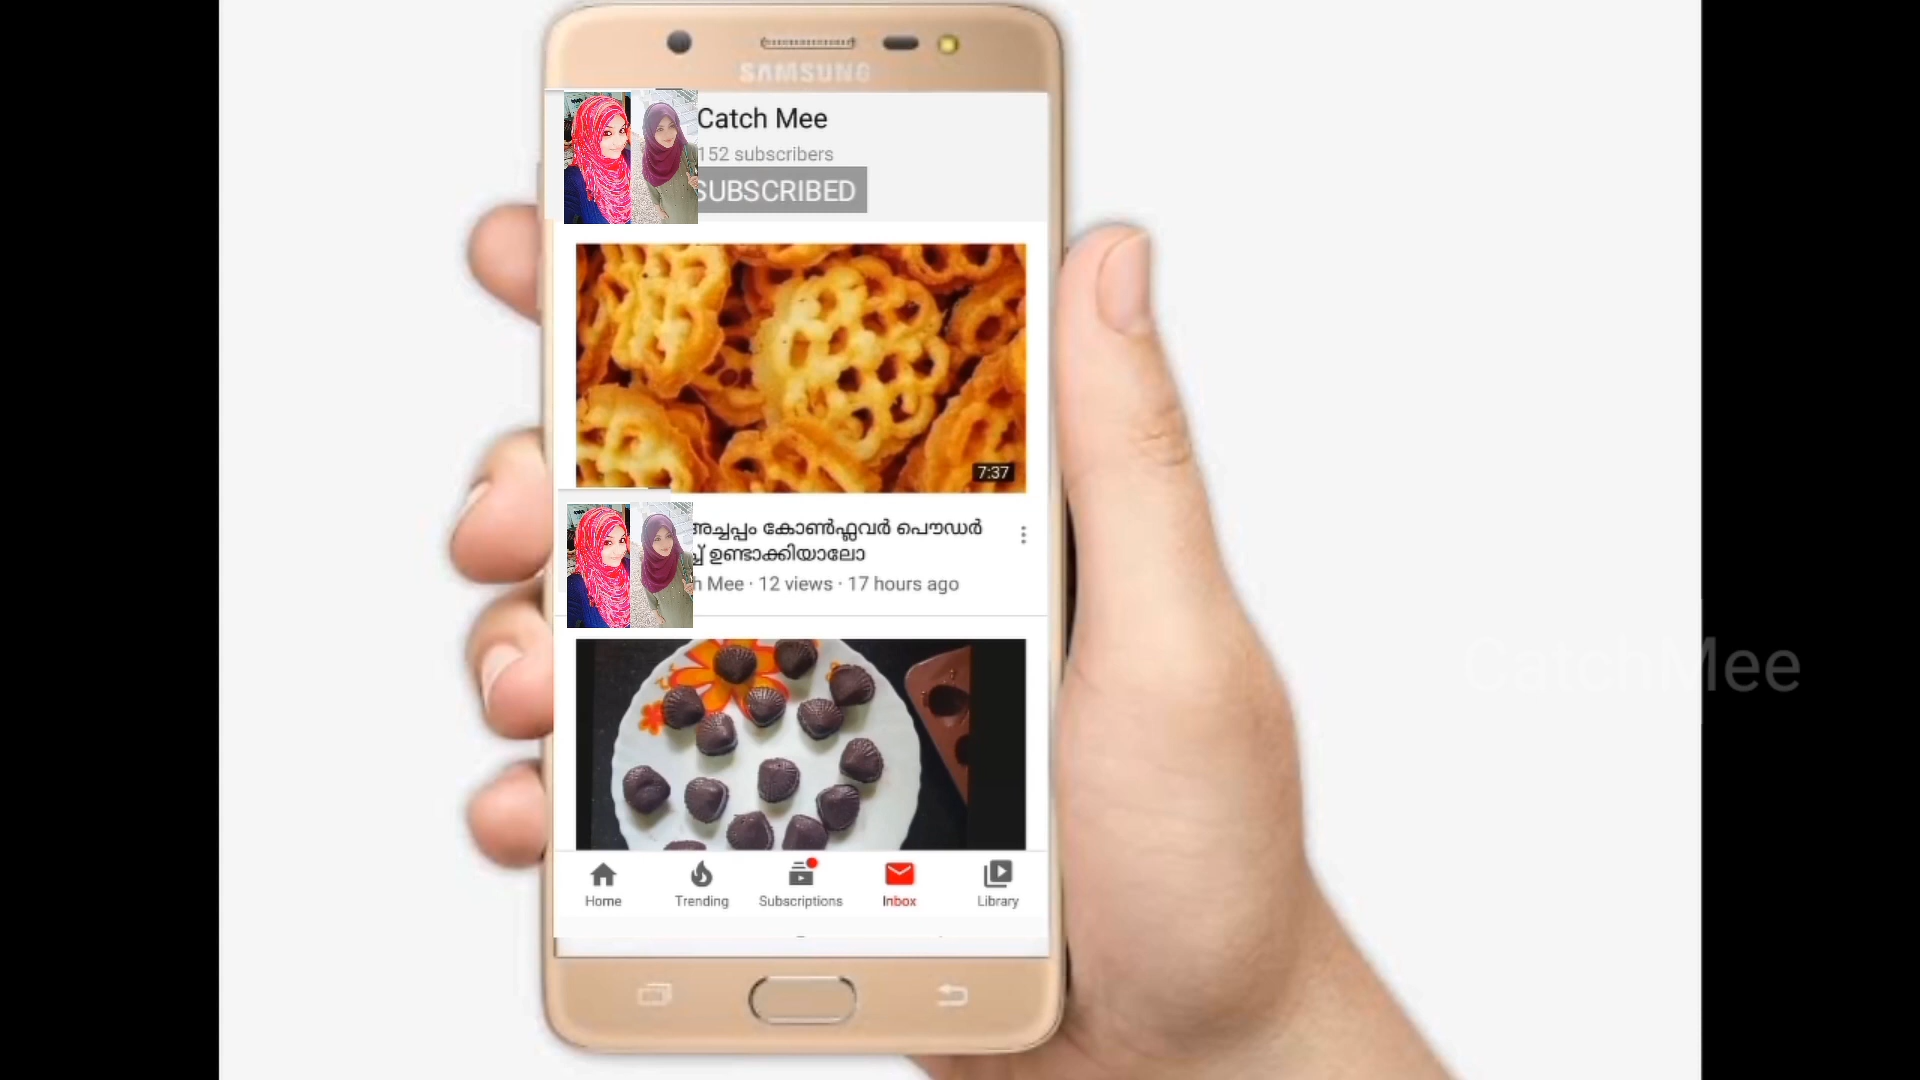 SAMSUNG
Catch Mee
152 subscribers
SUBSCRIBED
7:37
അച്ചപ്പം കോൺഫ്ലവർ പൌഡർ
ച്ച് ഉണ്ടാക്കിയാലോ
h Mee · 12 views · 17 hours ago
CatchMee
Home
Trending
Subscriptions
Inbox
Library